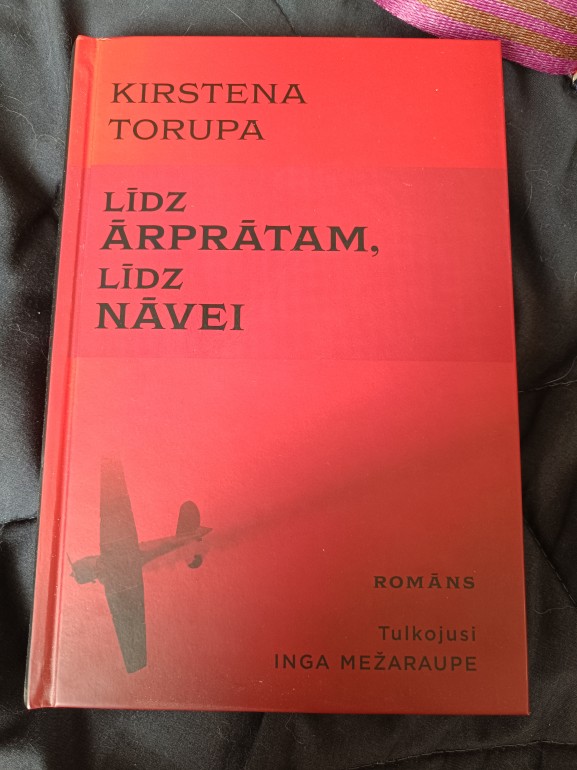 KIRSTENA
TORUPA
LĪDZ
ĀRPRĀTAM,
LĪDZ
NĀVEI
ROMĀNS
Tulkojusi
INGA MEŽARAUPE